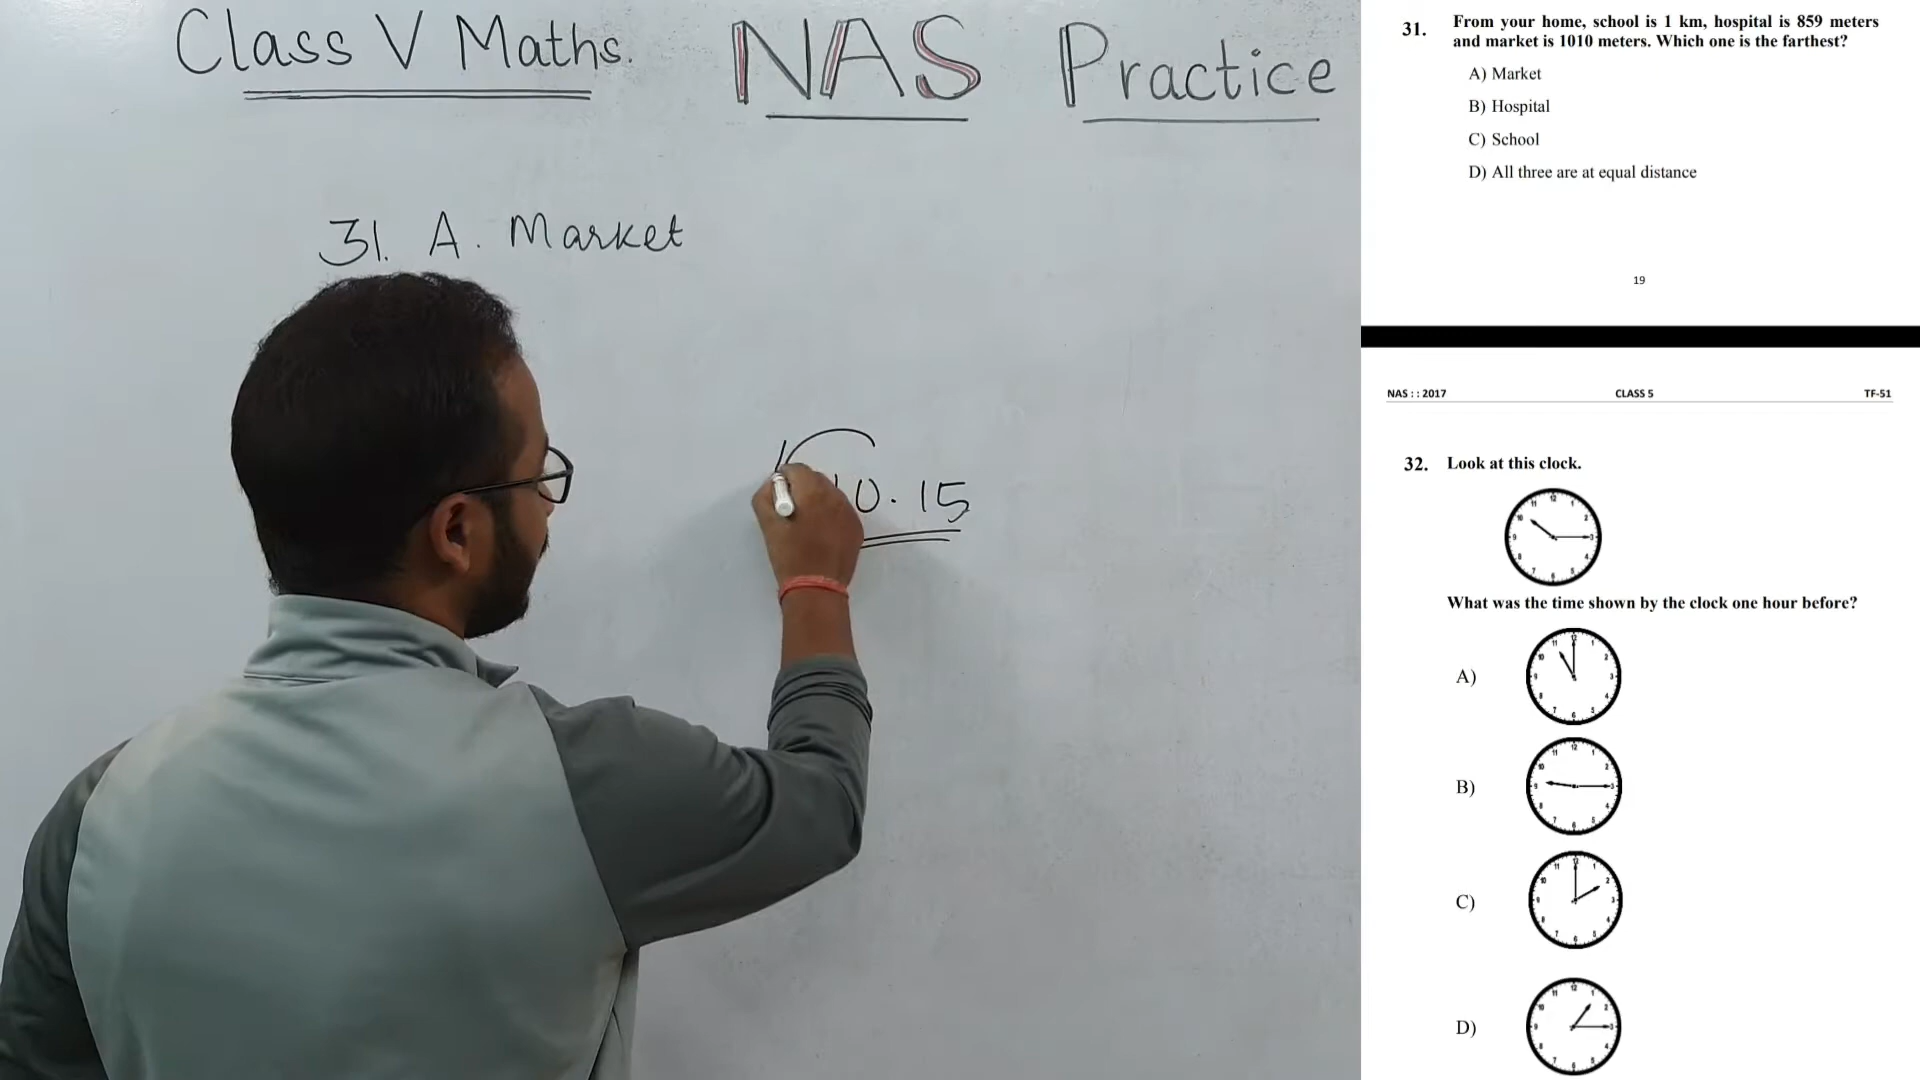 Class V Maths. NAS Practice
31. A. Market
10.15
31. From your home, school is 1 km, hospital is 859 meters
and market is 1010 meters. Which one is the farthest?
A) Market
B) Hospital
C) School
D) All three are at equal distance
19
NAS : : 2017 CLASS 5 TF-51
32. Look at this clock.
What was the time shown by the clock one hour before?
A)
B)
C)
D)